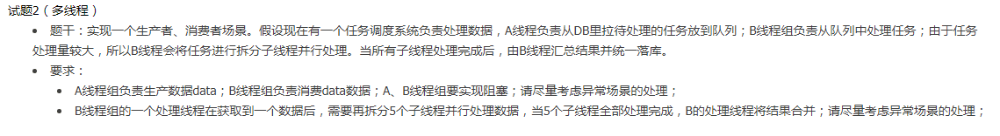 试题2（多线程）
题干：实现一个生产者、消费者场景。假设现在有一个任务调度系统负责处理数据，A线程负责从DB里拉待处理的任务放到队列；B线程组负责从队列中处理任务；由于任务
处理量较大，所以B线程会将任务进行拆分子线程并行处理。当所有子线程处理完成后，由B线程汇总结果并统一落库。
要求：
A线程组负责生产数据data；B线程组负责消费data数据；A、B线程组要实现阻塞；请尽量考虑异常场景的处理；
B线程组的一个处理线程在获取到一个数据后，需要再拆分5个子线程并行处理数据，当5个子线程全部处理完成，B的处理线程将结果合并；请尽量考虑异常场景的处理；